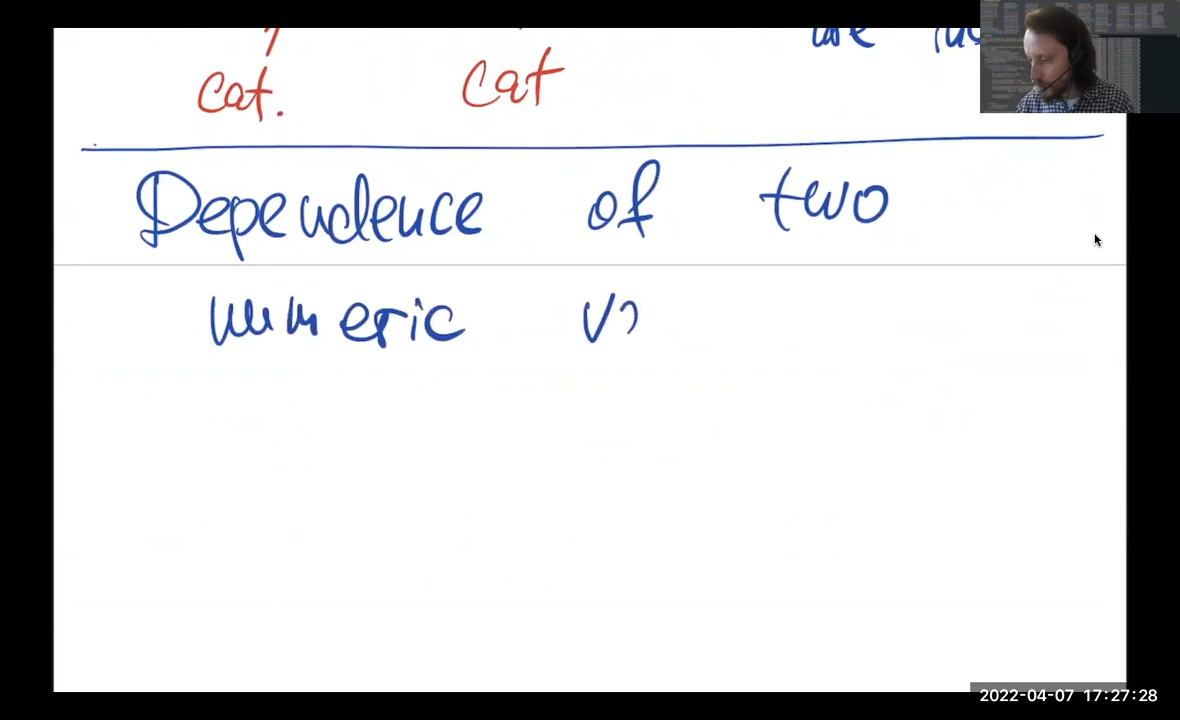 cat. cat
Dependence of two
numeric
2022-04-07 17:27:28